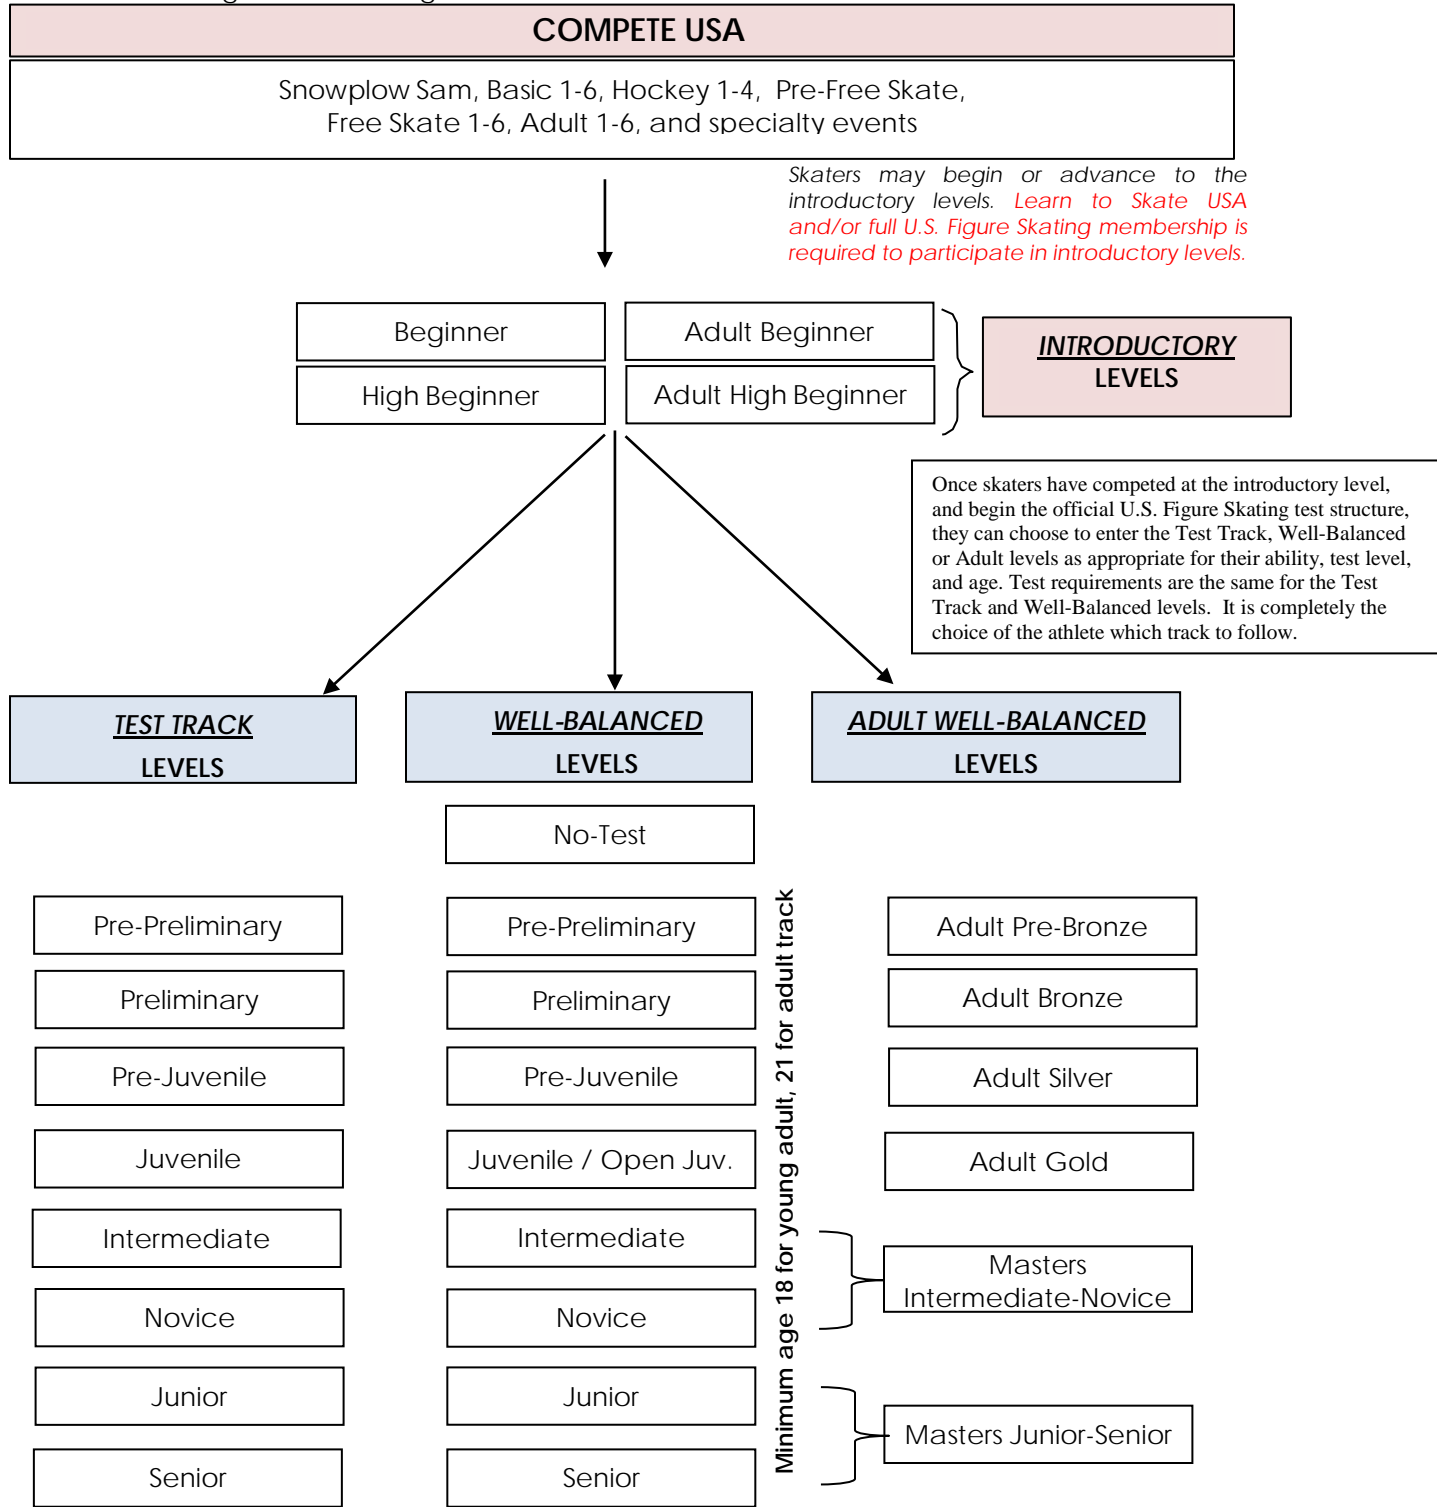 COMPETE USA
Snowplow Sam, Basic 1-6, Hockey 1-4, Pre-Free Skate,
Free Skate 1-6, Adult 1-6, and specialty events
Skaters may begin or advance to the
introductory levels. Learn to Skate USA
and/or full U.S. Figure Skating membership is
required to participate in introductory levels.
Beginner
Adult Beginner
High Beginner
Adult High Beginner
INTRODUCTORY
LEVELS
Once skaters have competed at the introductory level,
and begin the official U.S. Figure Skating test structure,
they can choose to enter the Test Track, Well-Balanced
or Adult levels as appropriate for their ability, test level,
and age. Test requirements are the same for the Test
Track and Well-Balanced levels. It is completely the
choice of the athlete which track to follow.
TEST TRACK
LEVELS
WELL-BALANCED
LEVELS
ADULT WELL-BALANCED
LEVELS
No-Test
Pre-Preliminary
Pre-Preliminary
Adult Pre-Bronze
Preliminary
Preliminary
Adult Bronze
Pre-Juvenile
Pre-Juvenile
Adult Silver
Juvenile
Juvenile / Open Juv.
Adult Gold
Intermediate
Intermediate
Masters
Intermediate-Novice
Novice
Novice
Junior
Junior
Masters Junior-Senior
Senior
Senior
Minimum age 18 for young adult, 21 for adult track